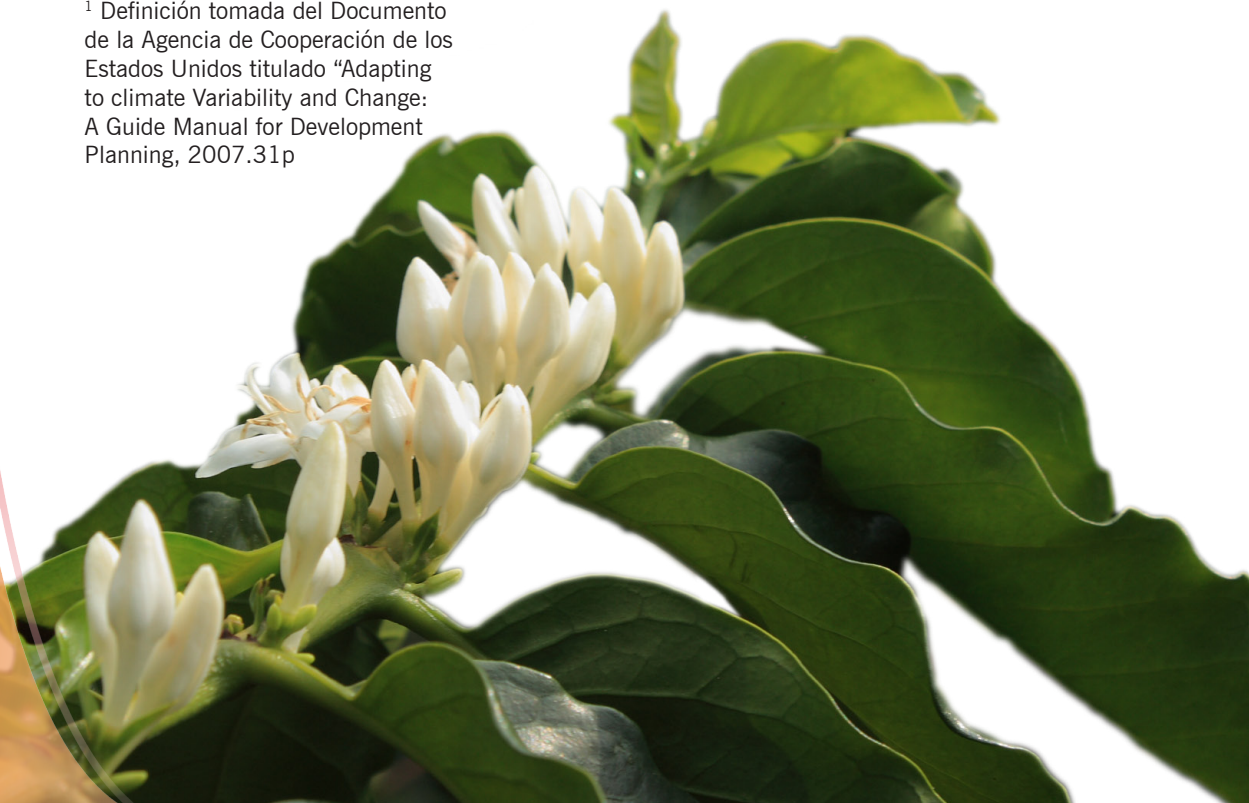 ¹ Definición tomada del Documento
de la Agencia de Cooperación de los
Estados Unidos titulado “Adapting
to climate Variability and Change:
A Guide Manual for Development
Planning, 2007.31p